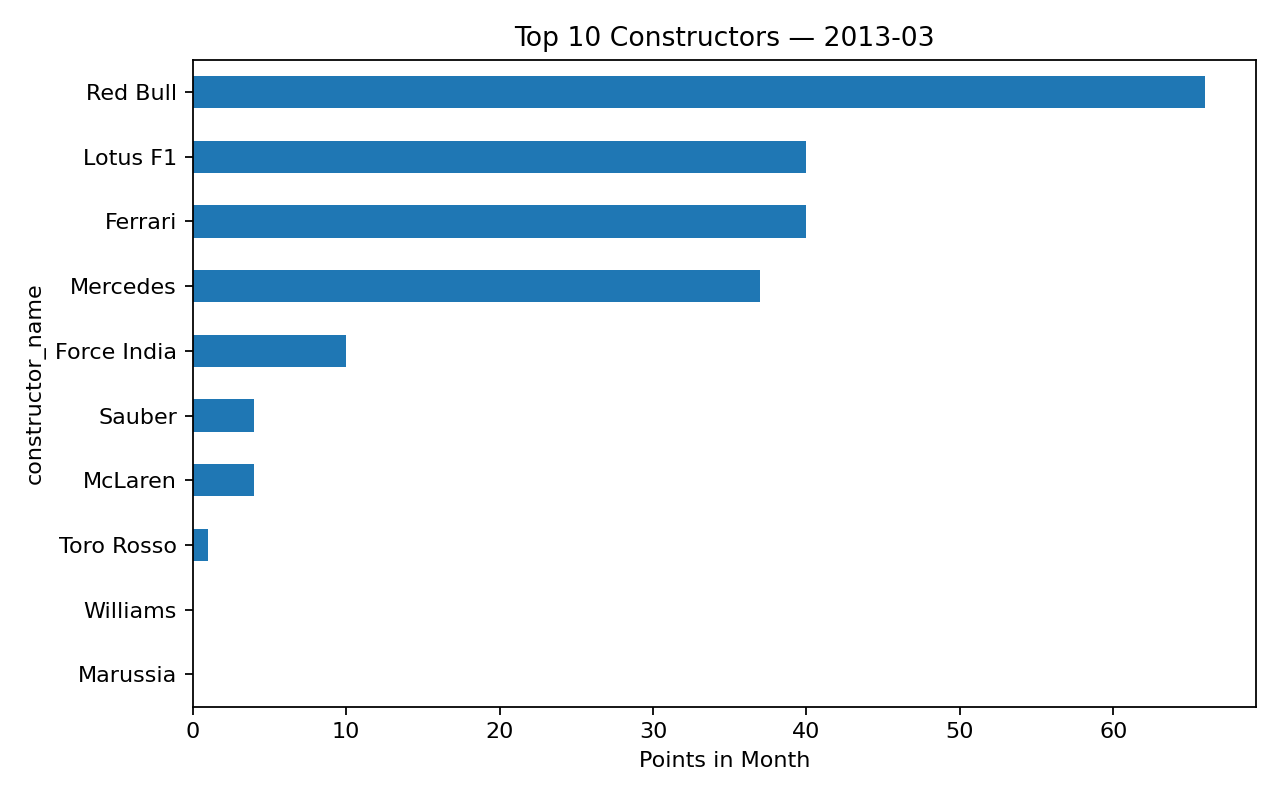 Top 10 Constructors — 2013-03
constructor_name
Red Bull
Lotus F1
Ferrari
Mercedes
Force India
Sauber
McLaren
Toro Rosso
Williams
Marussia
0 10 20 30 40 50 60
Points in Month